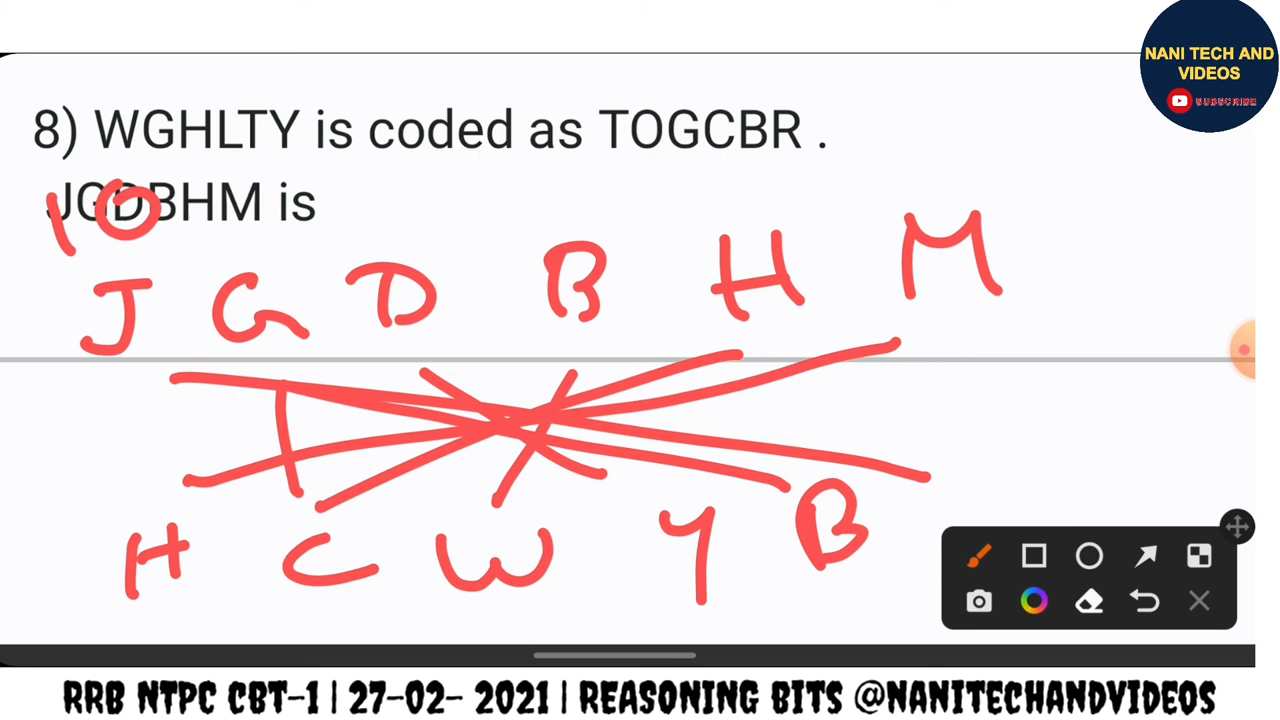 NANI TECH AND
VIDEOS
SUBSCRIBE
8) WGHLTY is coded as TOGCBR .
JGDBHM is
10
J G D B H M
H C W Y B
RRB NTPC CBT-1 | 27-02- 2021 | REASONING BITS @NANITECHANDVIDEOS